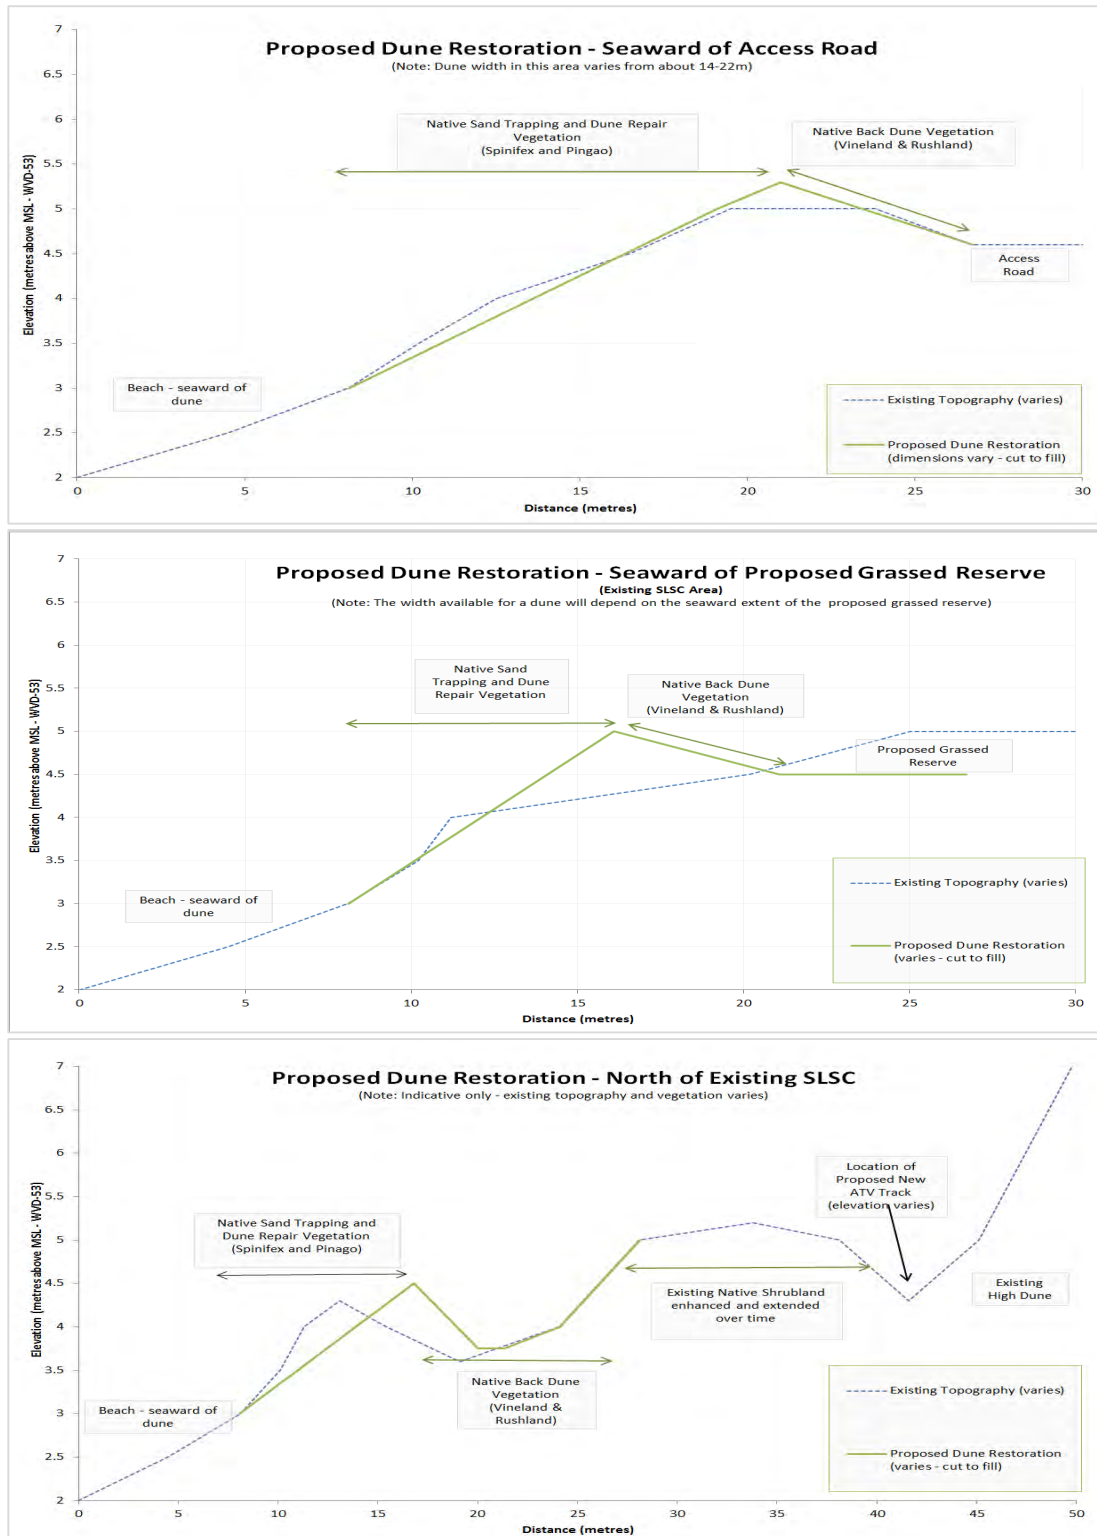 Proposed Dune Restoration - Seaward of Access Road
(Note: Dune width in this area varies from about 14-22m)
Elevation (metres above MSL - WVD-53)
7
6.5
6
5.5
5
4.5
4
3.5
3
2.5
2
Native Sand Trapping and Dune Repair
Vegetation
(Spinifex and Pingao)
Native Back Dune Vegetation
(Vineland & Rushland)
Access
Road
Beach - seaward of
dune
Existing Topography (varies)
Proposed Dune Restoration
(dimensions vary - cut to fill)
0 5 10 15 20 25 30
Distance (metres)
Proposed Dune Restoration - Seaward of Proposed Grassed Reserve
(Existing SLSC Area)
(Note: The width available for a dune will depend on the seaward extent of the proposed grassed reserve)
Elevation (metres above MSL - WVD-53)
7
6.5
6
5.5
5
4.5
4
3.5
3
2.5
2
Native Sand
Trapping and Dune
Repair Vegetation
Native Back Dune
Vegetation
(Vineland & Rushland)
Proposed Grassed
Reserve
Beach - seaward of
dune
Existing Topography (varies)
Proposed Dune Restoration
(varies - cut to fill)
0 5 10 15 20 25 30
Distance (metres)
Proposed Dune Restoration - North of Existing SLSC
(Note: Indicative only - existing topography and vegetation varies)
Elevation (metres above MSL - WVD-53)
7
6.5
6
5.5
5
4.5
4
3.5
3
2.5
2
Location of
Proposed New
ATV Track
(elevation varies)
Native Sand Trapping and
Dune Repair Vegetation
(Spinifex and Pinago)
Existing Native Shrubland
enhanced and extended
over time
Existing
High Dune
Native Back Dune
Vegetation
(Vineland &
Rushland)
Beach - seaward of
dune
Existing Topography (varies)
Proposed Dune Restoration
(varies - cut to fill)
0 5 10 15 20 25 30 35 40 45 50
Distance (metres)